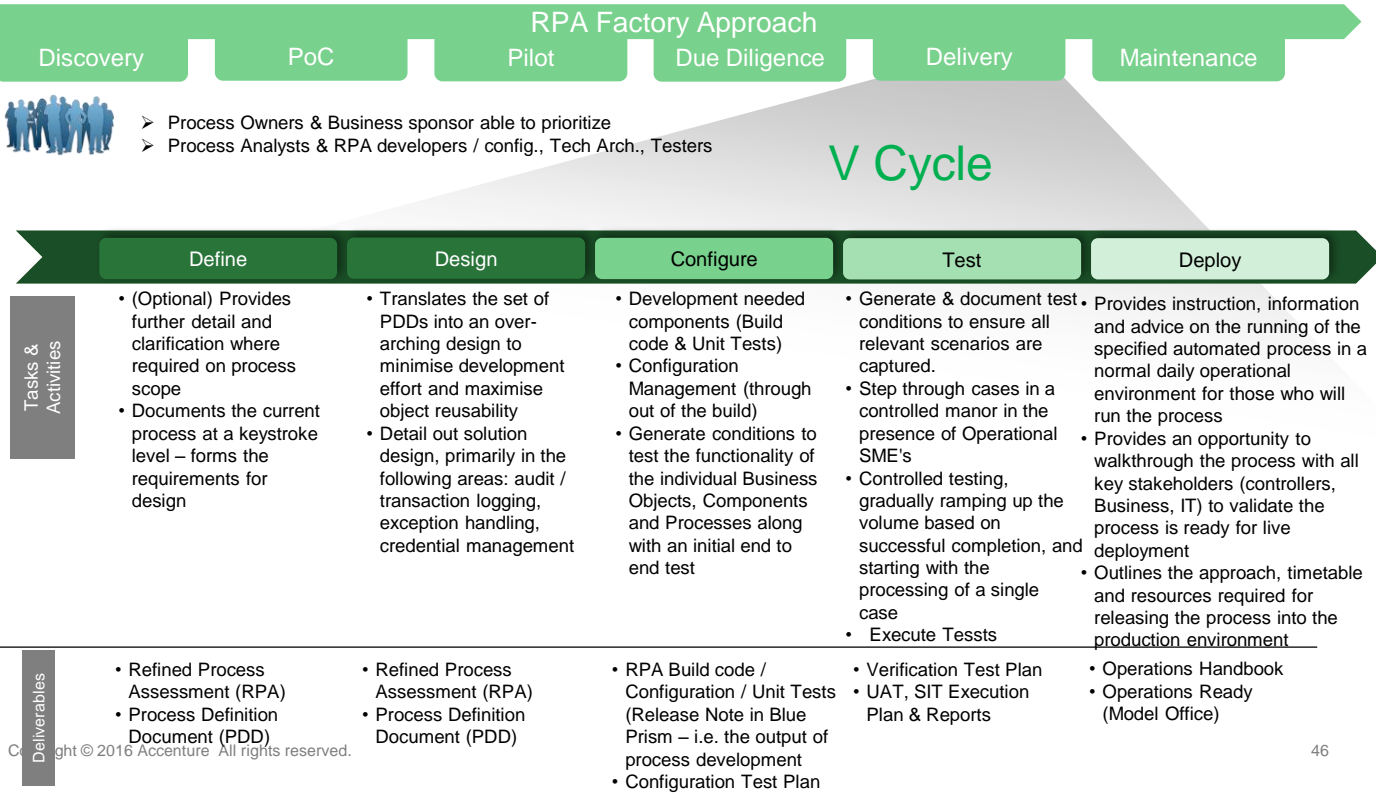 RPA Factory Approach
Discovery
PoC
Pilot
Due Diligence
Delivery
Maintenance
➢ Process Owners & Business sponsor able to prioritize
➢ Process Analysts & RPA developers / config., Tech Arch., Testers
V Cycle
Define
Design
Configure
Test
Deploy
Tasks &
Activities
• (Optional) Provides
further detail and
clarification where
required on process
scope
• Documents the current
process at a keystroke
level – forms the
requirements for
design
• Translates the set of
PDDs into an over-
arching design to
minimise development
effort and maximise
object reusability
• Detail out solution
design, primarily in the
following areas: audit /
transaction logging,
exception handling,
credential management
• Development needed
components (Build
code & Unit Tests)
• Configuration
Management (through
out of the build)
• Generate conditions to
test the functionality of
the individual Business
Objects, Components
and Processes along
with an initial end to
end test
• Generate & document test
conditions to ensure all
relevant scenarios are
captured.
• Step through cases in a
controlled manor in the
presence of Operational
SME's
• Controlled testing,
gradually ramping up the
volume based on
successful completion, and
starting with the
processing of a single
case
• Execute Tessts
• Provides instruction, information
and advice on the running of the
specified automated process in a
normal daily operational
environment for those who will
run the process
• Provides an opportunity to
walkthrough the process with all
key stakeholders (controllers,
Business, IT) to validate the
process is ready for live
deployment
• Outlines the approach, timetable
and resources required for
releasing the process into the
production environment
Deliverables
• Refined Process
Assessment (RPA)
• Process Definition
Document (PDD)
• Refined Process
Assessment (RPA)
• Process Definition
Document (PDD)
• RPA Build code /
Configuration / Unit Tests
(Release Note in Blue
Prism – i.e. the output of
process development
• Configuration Test Plan
• Verification Test Plan
• UAT, SIT Execution
Plan & Reports
• Operations Handbook
• Operations Ready
(Model Office)
Copyright © 2016 Accenture All rights reserved.
46